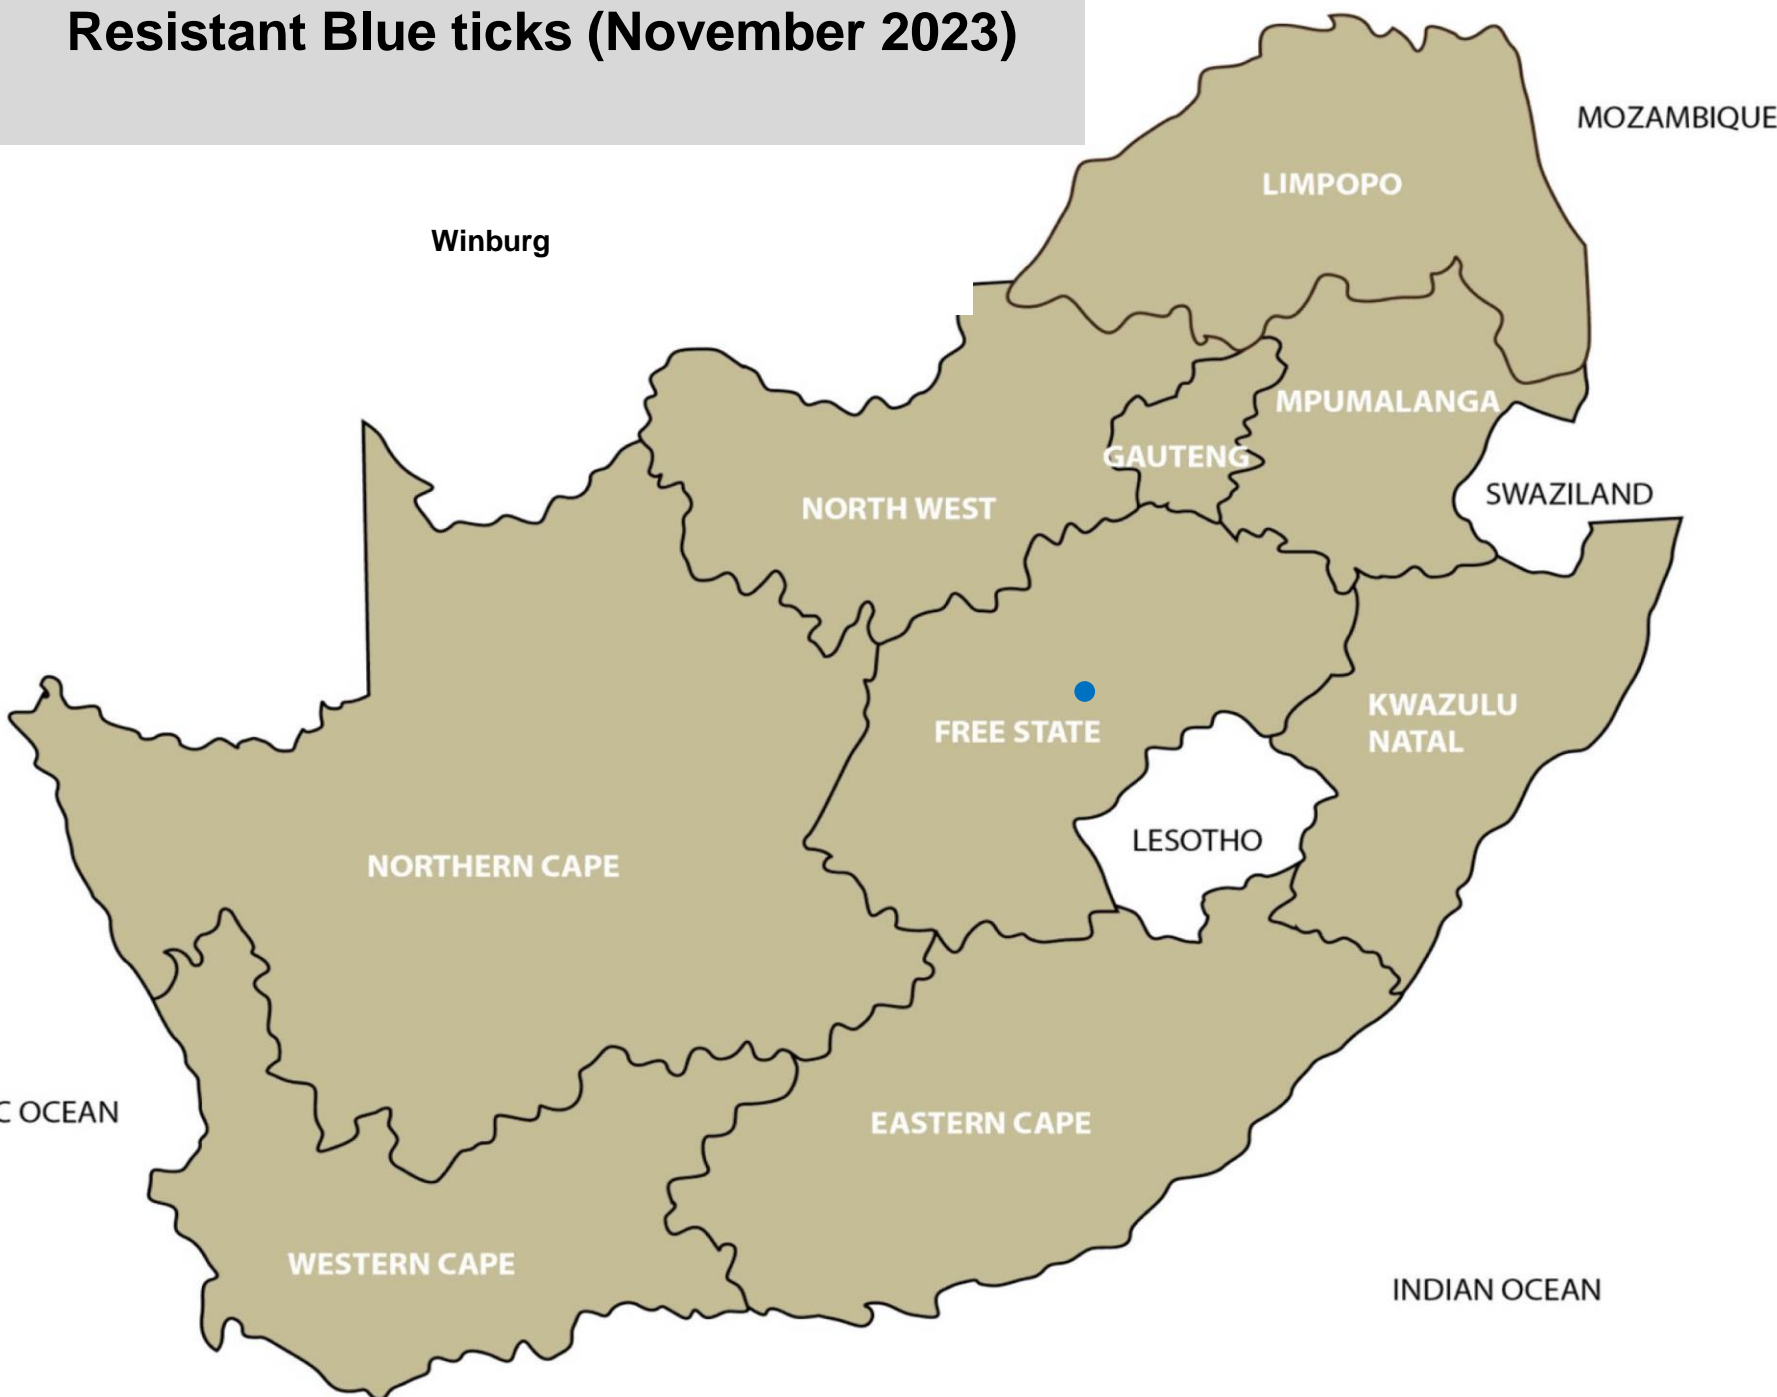 Resistant Blue ticks (November 2023)
MOZAMBIQUE
LIMPOPO
Winburg
MPUMALANGA
GAUTENG
SWAZILAND
NORTH WEST
KWAZULU
NATAL
FREE STATE
LESOTHO
NORTHERN CAPE
C OCEAN
EASTERN CAPE
WESTERN CAPE
INDIAN OCEAN